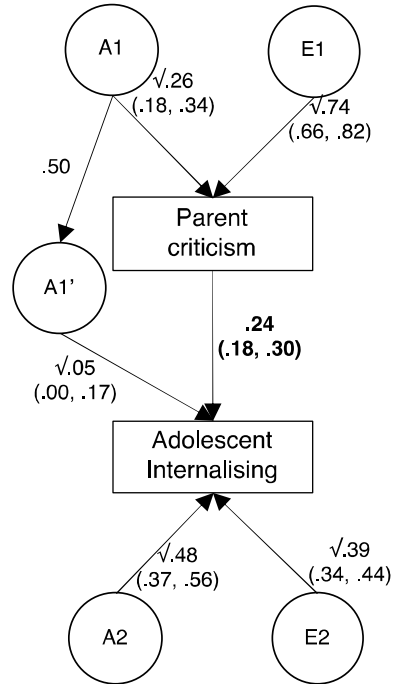 A1
E1
√.26
(.18, .34)
√.74
(.66, .82)
.50
Parent
criticism
A1'
.24
(.18, .30)
√.05
(.00, .17)
Adolescent
Internalising
√.48
(.37, .56)
√.39
(.34, .44)
A2
E2